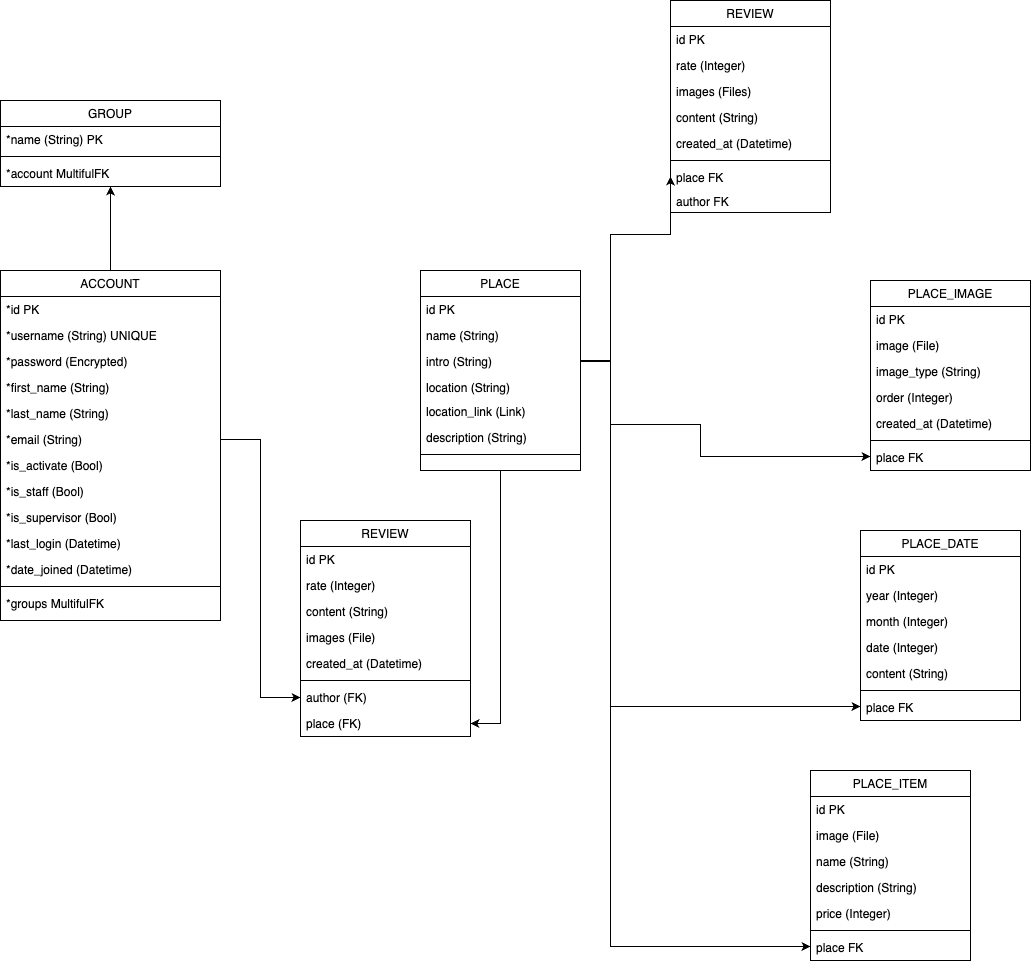 REVIEW
id PK
rate (Integer)
images (Files)
content (String)
created_at (Datetime)
place FK
author FK
GROUP
*name (String) PK
*account MultifulFK
ACCOUNT
*id PK
*username (String) UNIQUE
*password (Encrypted)
*first_name (String)
*last_name (String)
*email (String)
*is_activate (Bool)
*is_staff (Bool)
*is_supervisor (Bool)
*last_login (Datetime)
*date_joined (Datetime)
*groups MultifulFK
PLACE
id PK
name (String)
intro (String)
location (String)
location_link (Link)
description (String)
REVIEW
id PK
rate (Integer)
content (String)
images (File)
created_at (Datetime)
author (FK)
place (FK)
PLACE_IMAGE
id PK
image (File)
image_type (String)
order (Integer)
created_at (Datetime)
place FK
PLACE_DATE
id PK
year (Integer)
month (Integer)
date (Integer)
content (String)
place FK
PLACE_ITEM
id PK
image (File)
name (String)
description (String)
price (Integer)
place FK